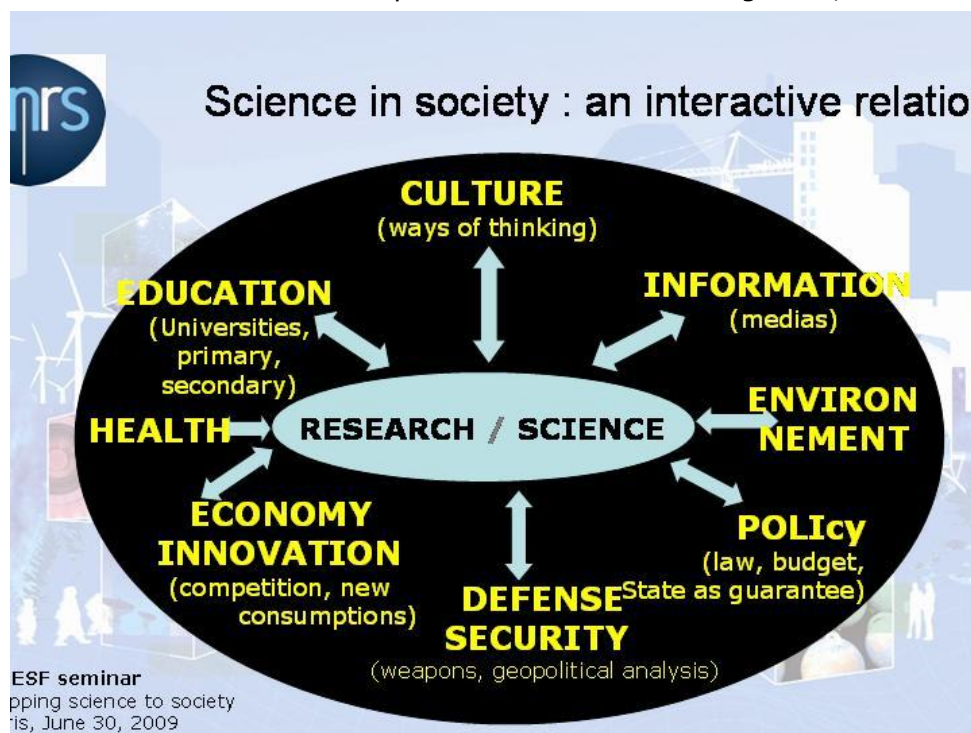 nrs
Science in society : an interactive relatio
CULTURE
(ways of thinking)
EDUCATION
(Universities,
primary,
secondary)
INFORMATION
(medias)
HEALTH
RESEARCH / SCIENCE
ENVIRON
NEMENT
ECONOMY
INNOVATION
(competition, new
consumptions)
POLIcy
(law, budget,
State as guarantee)
DEFENSE
SECURITY
(weapons, geopolitical analysis)
ESF seminar
pping science to society
ris, June 30, 2009